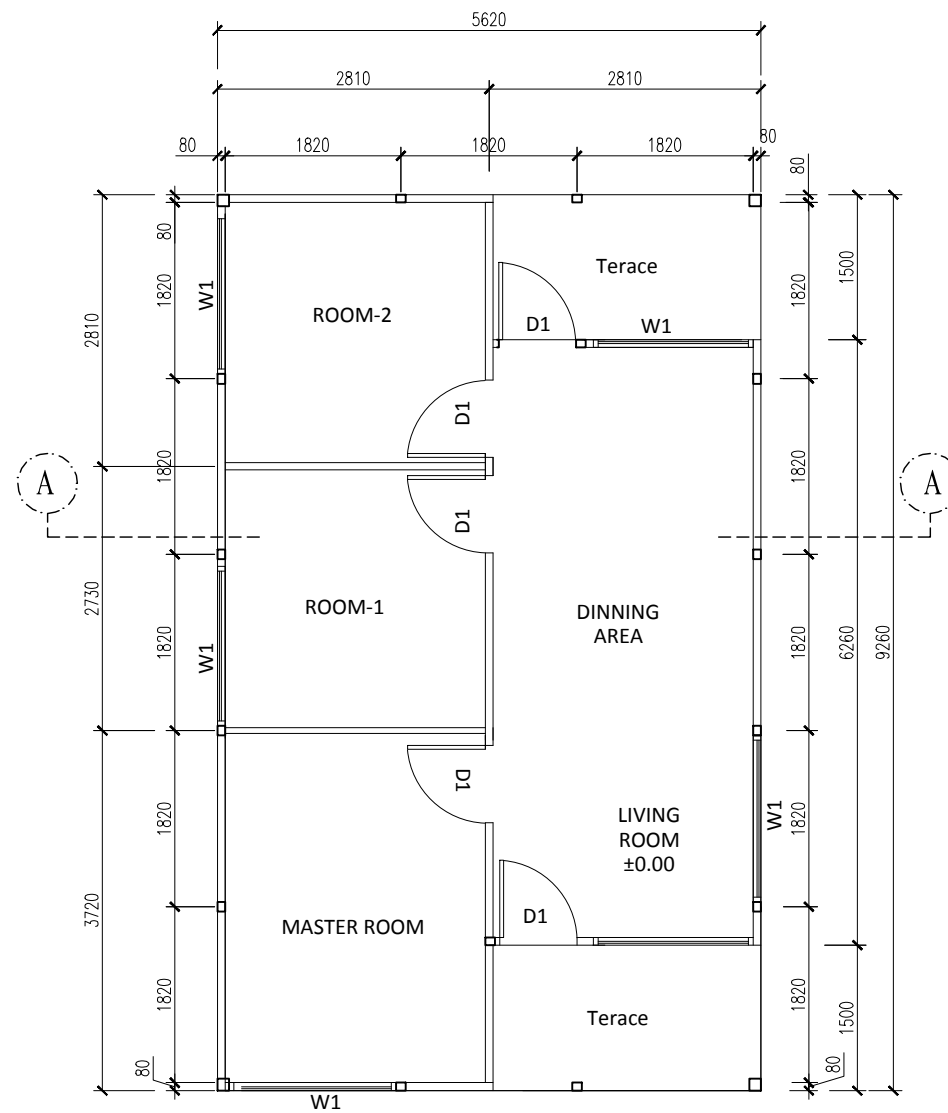 5620
2810
2810
80
1820
1820
1820
80
80
80
1820
2810
W1
ROOM-2
Terace
D1
W1
1820
1500
D1
A
1820
1820
A
D1
2730
1820
W1
ROOM-1
DINNING
AREA
1820
6260
9260
D1
3720
1820
LIVING
ROOM
±0.00
W1
1820
MASTER ROOM
D1
1820
Terace
1820
1500
80
80
W1